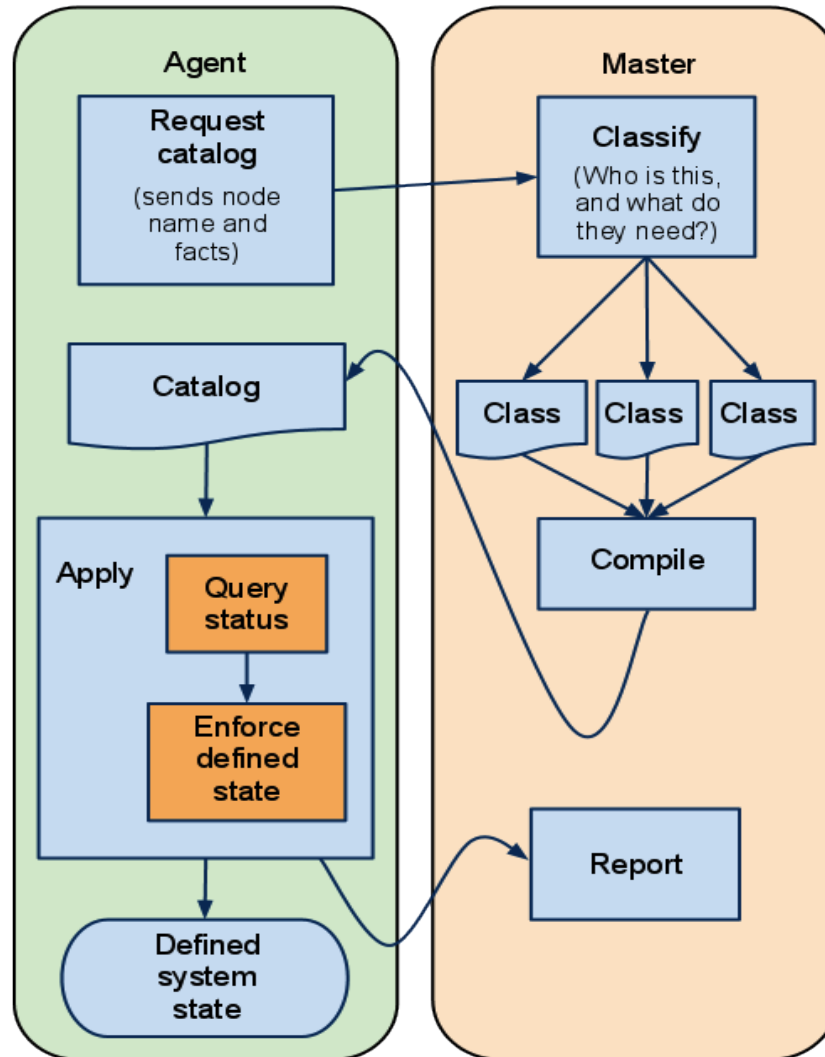 Agent
Request
catalog
(sends node
name and
facts)
Catalog
Apply
Query
status
Enforce
defined
state
Defined
system
state
Master
Classify
(Who is this,
and what do
they need?)
Class
Class
Class
Compile
Report